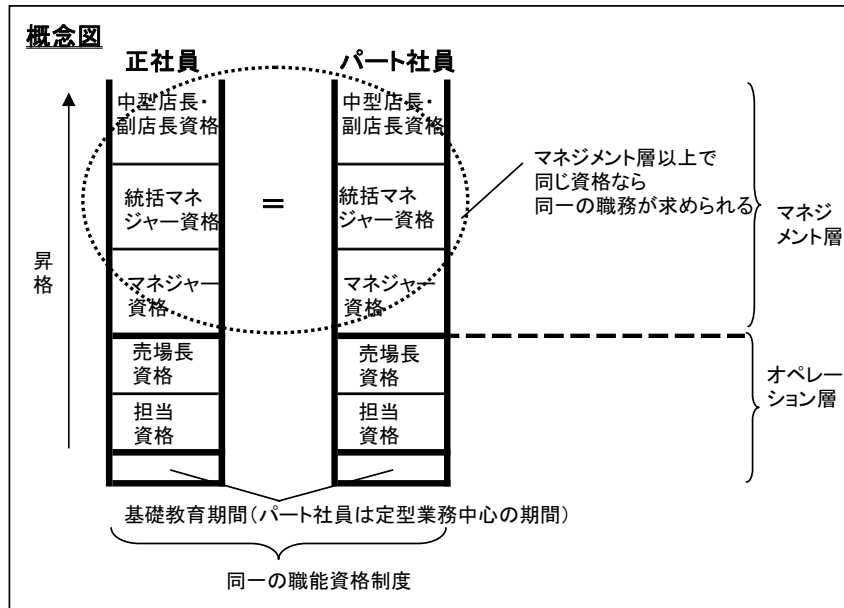 概念図
正社員
パート社員
中型店長・
副店長資格
中型店長・
副店長資格
統括マネ
ジャー資格
＝
統括マネ
ジャー資格
マネジャー
資格
マネジャー
資格
売場長
資格
売場長
資格
担当
資格
担当
資格
昇
格
マネジメント層以上で
同じ資格なら
同一の職務が求められる
マネジ
メント層
オペレー
ション層
基礎教育期間（パート社員は定型業務中心の期間）
同一の職能資格制度